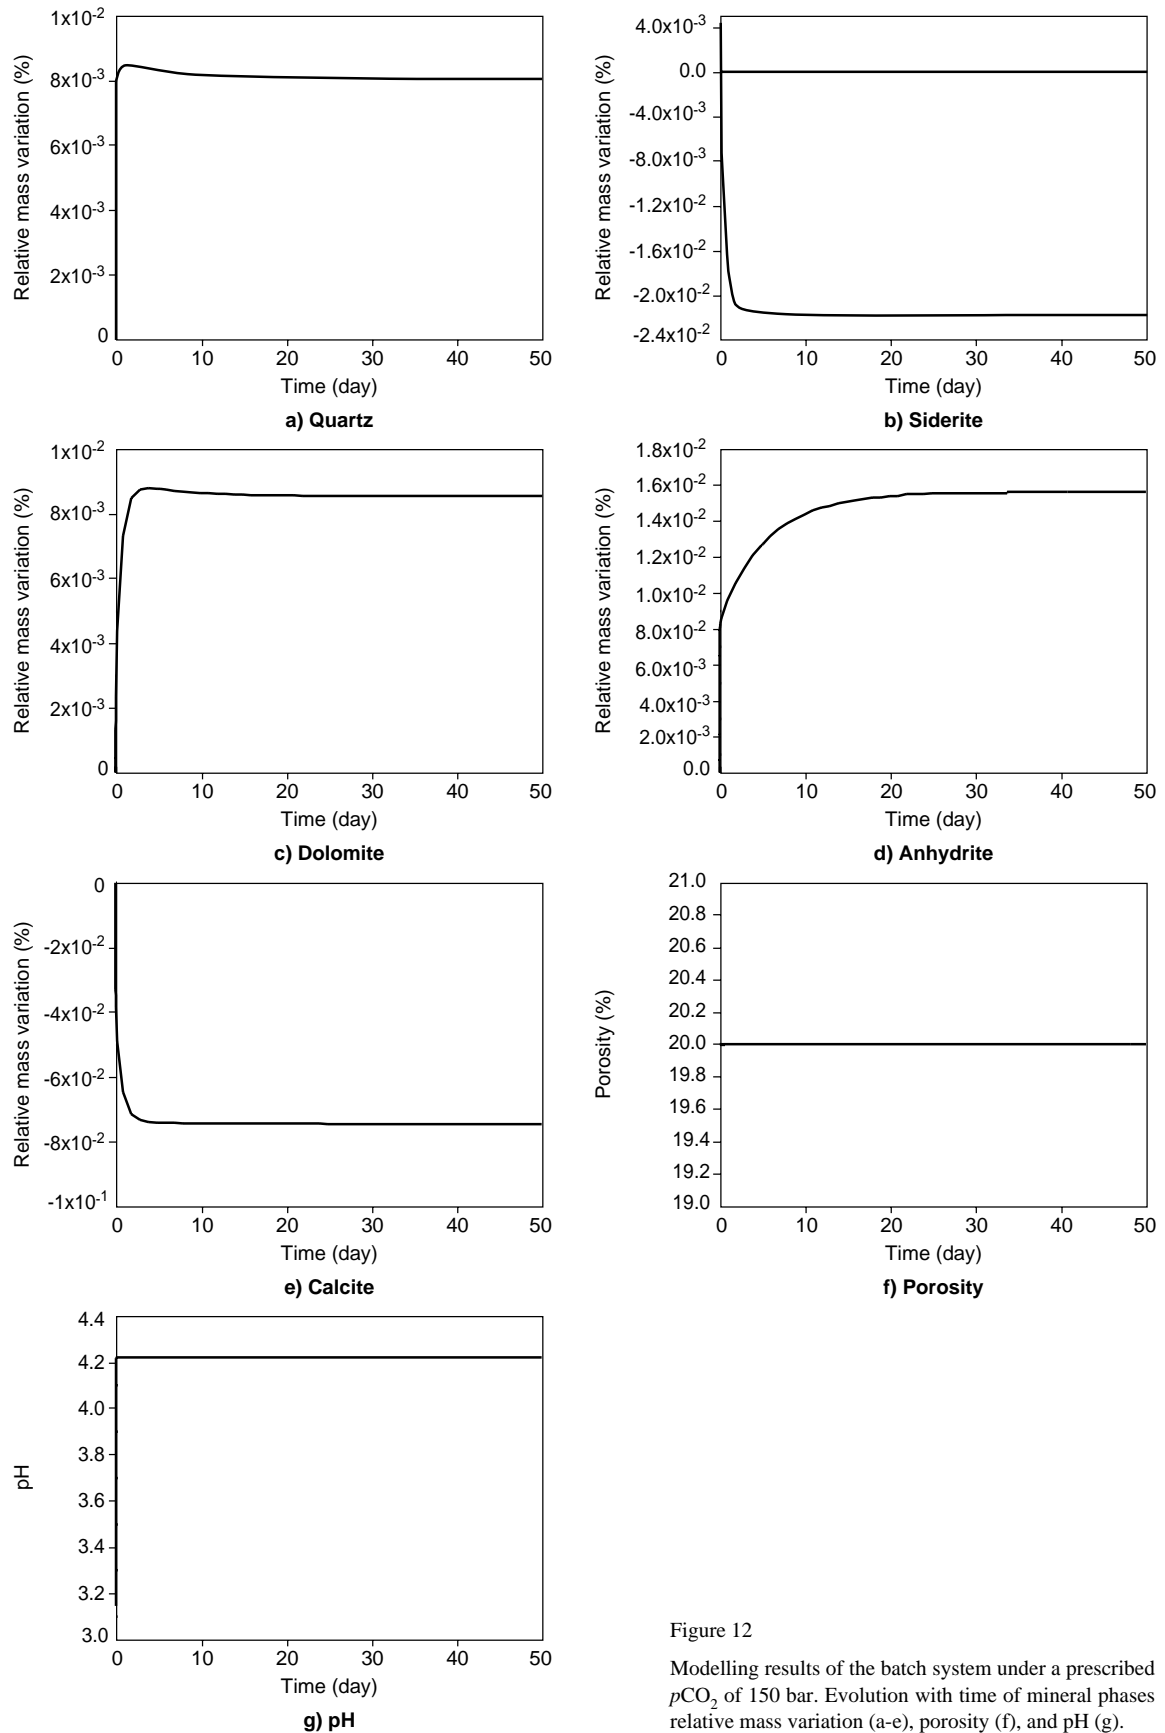 1x10-2
8x10-3
6x10-3
4x10-3
2x10-3
0
Relative mass variation (%)
0 10 20 30 40 50
Time (day)
a) Quartz
4.0x10-3
0.0
-4.0x10-3
-8.0x10-3
-1.2x10-2
-1.6x10-2
-2.0x10-2
-2.4x10-2
Relative mass variation (%)
0 10 20 30 40 50
Time (day)
b) Siderite
1x10-2
8x10-3
6x10-3
4x10-3
2x10-3
0
Relative mass variation (%)
0 10 20 30 40 50
Time (day)
c) Dolomite
1.8x10-2
1.6x10-2
1.4x10-2
1.2x10-2
1.0x10-2
8.0x10-2
6.0x10-3
4.0x10-3
2.0x10-3
0.0
Relative mass variation (%)
0 10 20 30 40 50
Time (day)
d) Anhydrite
0
-2x10-2
-4x10-2
-6x10-2
-8x10-2
-1x10-1
Relative mass variation (%)
0 10 20 30 40 50
Time (day)
e) Calcite
21.0
20.8
20.6
20.4
20.2
20.0
19.8
19.6
19.4
19.2
19.0
Porosity (%)
0 10 20 30 40 50
Time (day)
f) Porosity
4.4
4.2
4.0
3.8
3.6
3.4
3.2
3.0
pH
0 10 20 30 40 50
Time (day)
g) pH
Figure 12
Modelling results of the batch system under a prescribed
pCO2 of 150 bar. Evolution with time of mineral phases
relative mass variation (a-e), porosity (f), and pH (g).